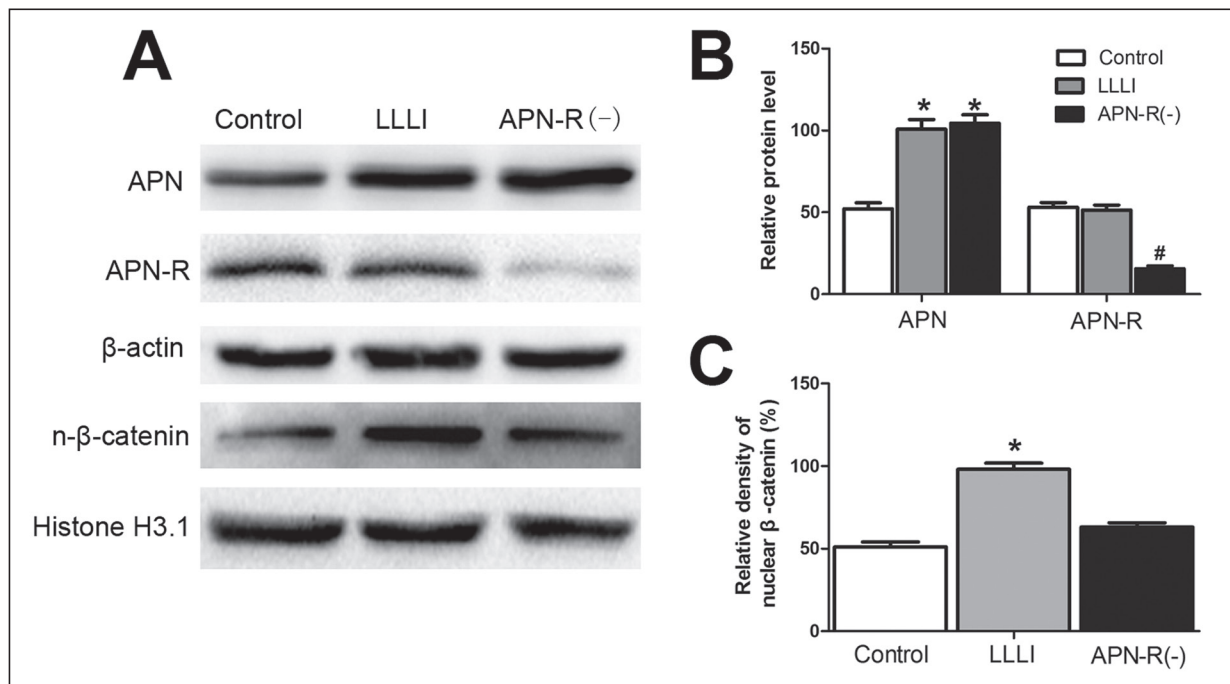 A
Control LLLI APN-R(−)
APN
APN-R
β-actin
n-β-catenin
Histone H3.1
B
Relative protein level
150
100
50
0
Control
LLLI
APN-R(-)
* *
#
APN APN-R
C
Relative density of
nuclear β -catenin (%)
150
100
50
0
*
Control LLLI APN-R(-)